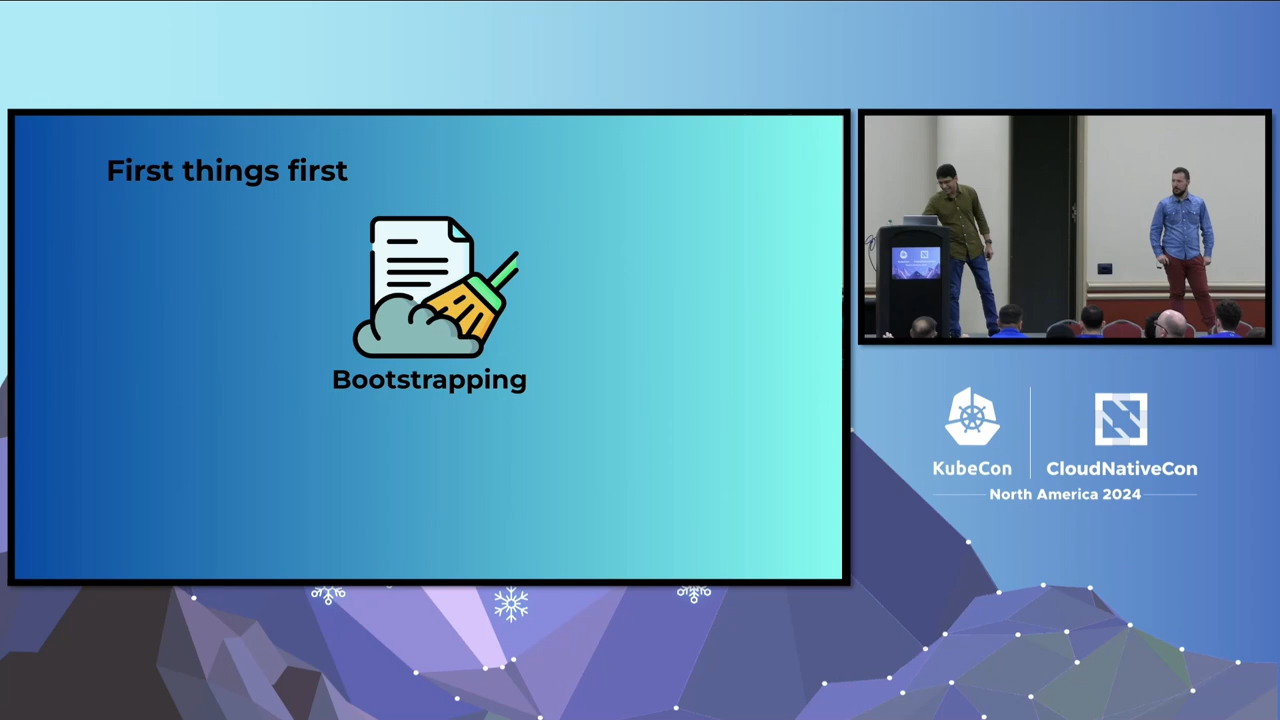 First things first
Bootstrapping
KubeCon
CloudNativeCon
North America 2024